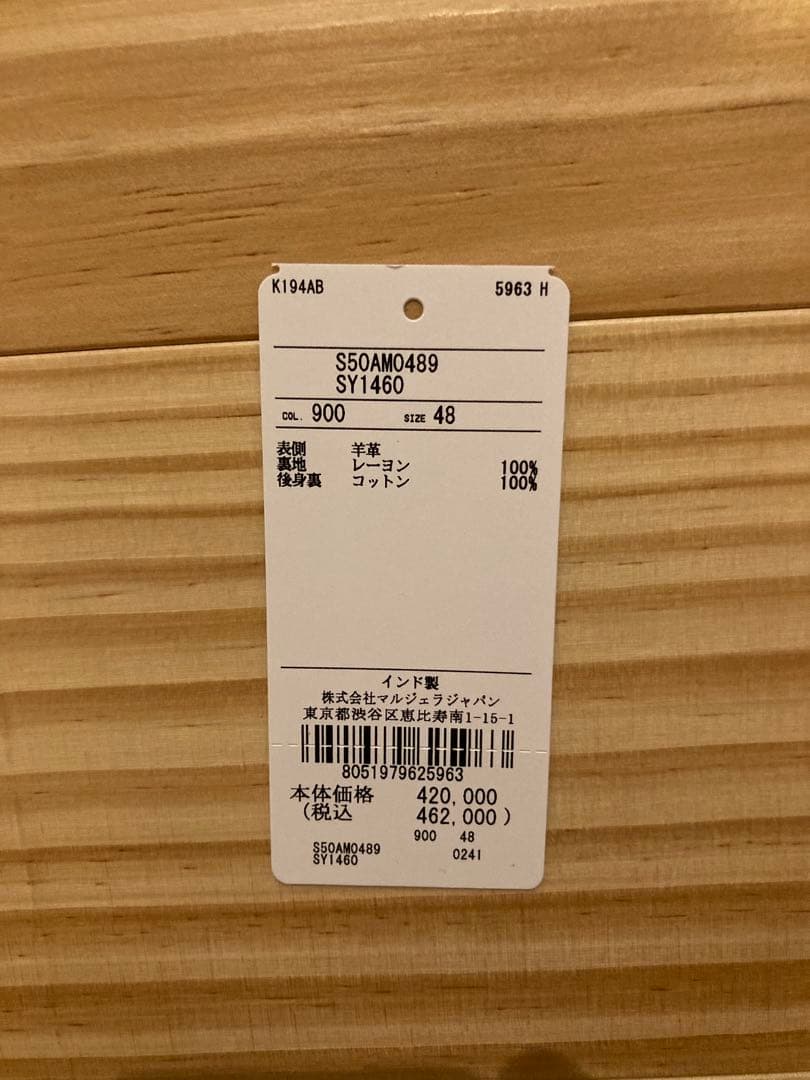 K194AB 5963 H
S50AM0489
SY1460
COL. 900 SIZE 48
表側 羊革
裏地 レーヨン 100%
後身裏 コットン 100%
インド製
株式会社マルジェラジャパン
東京都渋谷区恵比寿南1-15-1
8051979625963
本体価格 420,000
(税込 462,000)
900 48
S50AM0489
SY1460 0241